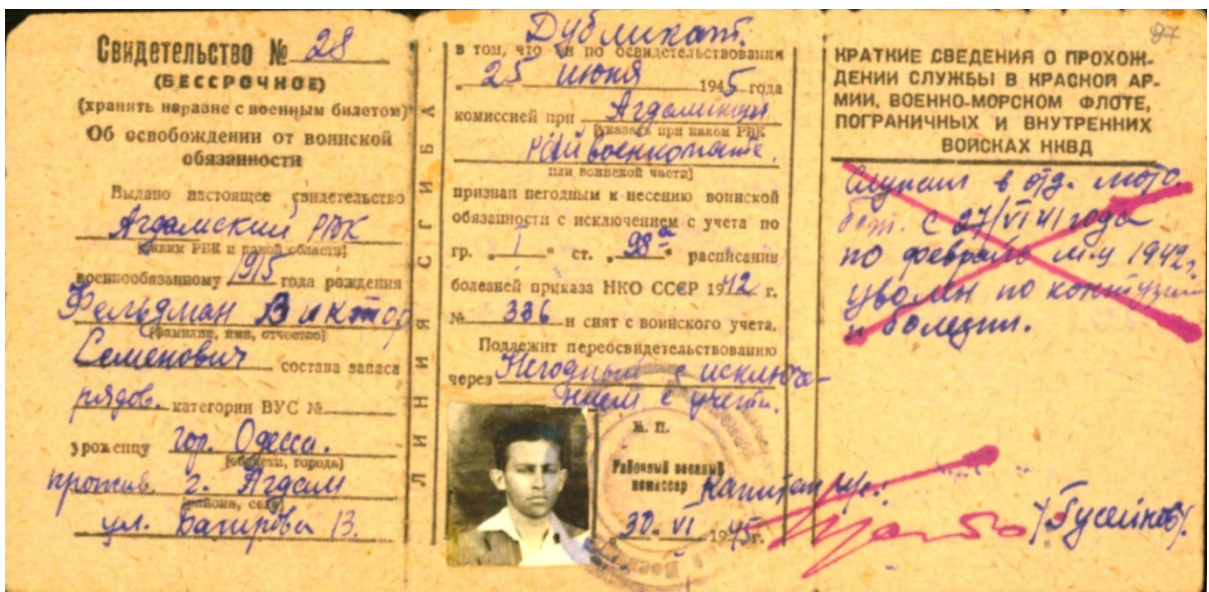 Свидетельство № 28
(БЕССРОЧНОЕ)
(хранить наравне с военным билетом)
Об освобождении от воинской
обязанности
Выдано настоящее свидетельство
Агдамский РВК
(каким РВК и какой области)
военнообязанному 1915 года рождения
Фельдман Виктор
(фамилия, имя, отчество)
Семенович состава запаса
рядов. категории ВУС №
уроженцу гор. Одесса.
(области, города)
прожив. г. Агдам
(района, села)
ул. Багирова 13.
ЛИННИЯ СГИБА
Дубликат.
в том, что он по освидетельствовании
„25 июня 1945 года
комиссией при Агдамском
(указать при каком РВК
Райвоенкомате.
или воинской части)
признан негодным к несению воинской
обязанности с исключением с учета по
гр. „I“ ст. „98а“ расписания
болезней приказа НКО СССР 1942 г.
№ 336 и снят с воинского учета.
Подлежит переосвидетельствованию
через Негодный с исключе-
нием с учета.
М. П.
Районный военный
комиссар Капитан
„30. VI 1945 г.
/Гусейнов/.
97
КРАТКИЕ СВЕДЕНИЯ О ПРОХОЖ-
ДЕНИИ СЛУЖБЫ В КРАСНОЙ АР-
МИИ, ВОЕННО-МОРСКОМ ФЛОТЕ,
ПОГРАНИЧНЫХ И ВНУТРЕННИХ
ВОЙСКАХ НКВД
Служил в отд. мото
бат. с 27/VI 41 года
по февраль м-ц 1942 г.
уволен по контузии
и болезни.